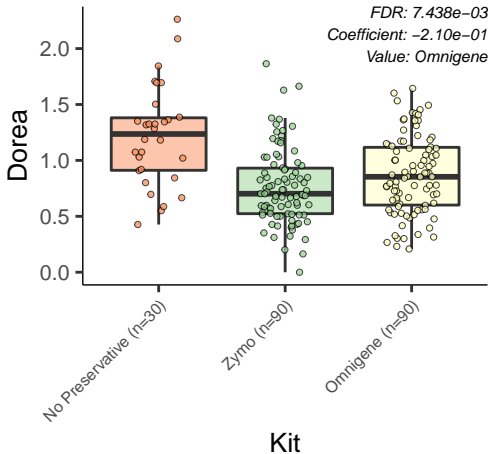 FDR: 7.438e−03
Coefficient: −2.10e−01
Value: Omnigene
Dorea
2.0
1.5
1.0
0.5
0.0
No Preservative (n=30)
Zymo (n=90)
Omnigene (n=90)
Kit